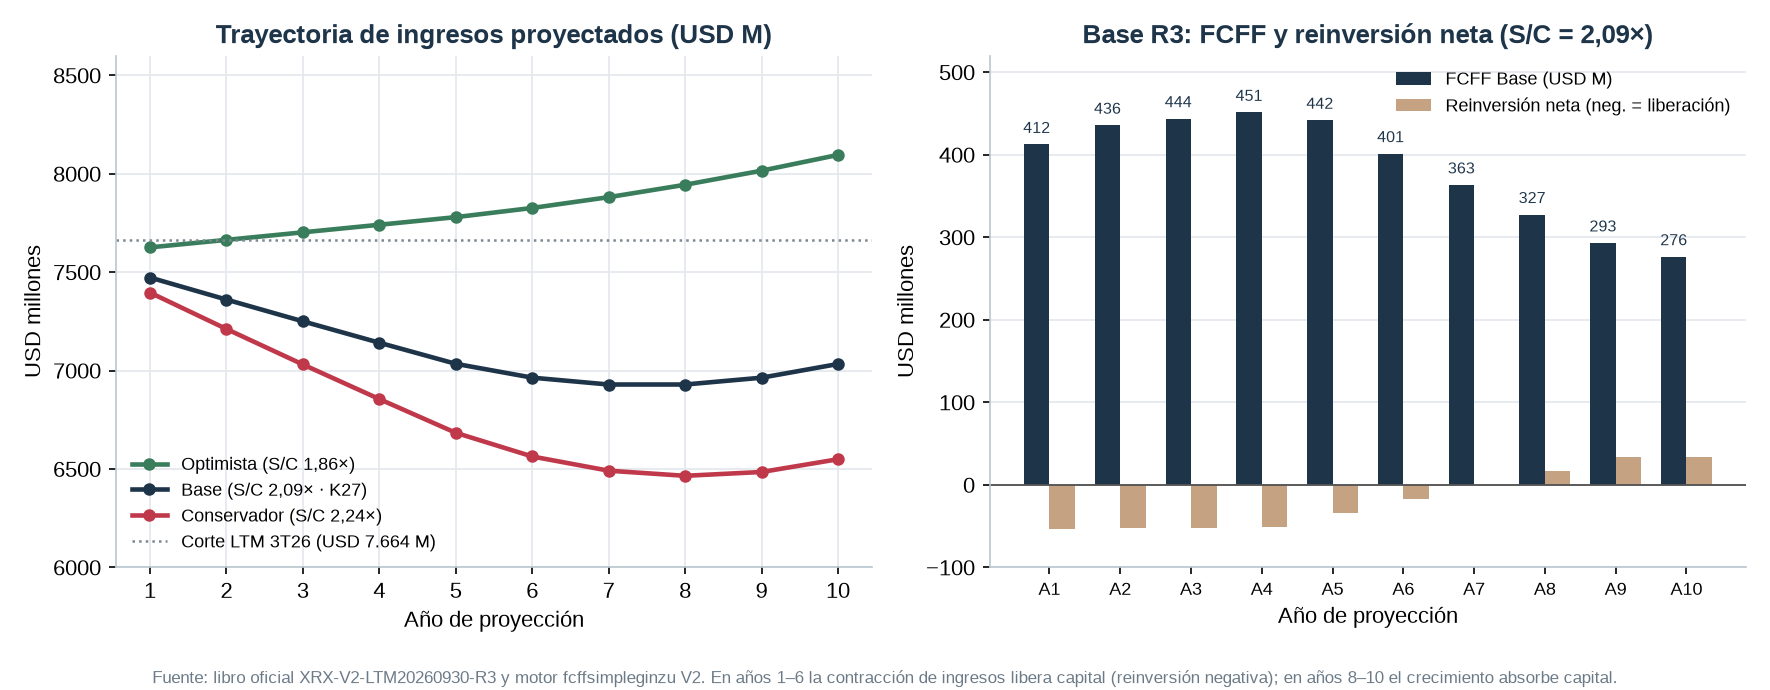 Trayectoria de ingresos proyectados (USD M)
USD millones
8500
8000
7500
7000
6500
6000
Optimista (S/C 1,86×)
Base (S/C 2,09× · K27)
Conservador (S/C 2,24×)
Corte LTM 3T26 (USD 7.664 M)
1 2 3 4 5 6 7 8 9 10
Año de proyección
Base R3: FCFF y reinversión neta (S/C = 2,09×)
USD millones
500
400
300
200
100
0
−100
FCFF Base (USD M)
Reinversión neta (neg. = liberación)
412 436 444 451 442 401 363 327 293 276
A1 A2 A3 A4 A5 A6 A7 A8 A9 A10
Año de proyección
Fuente: libro oficial XRX-V2-LTM20260930-R3 y motor fcffsimpleginzu V2. En años 1–6 la contracción de ingresos libera capital (reinversión negativa); en años 8–10 el crecimiento absorbe capital.